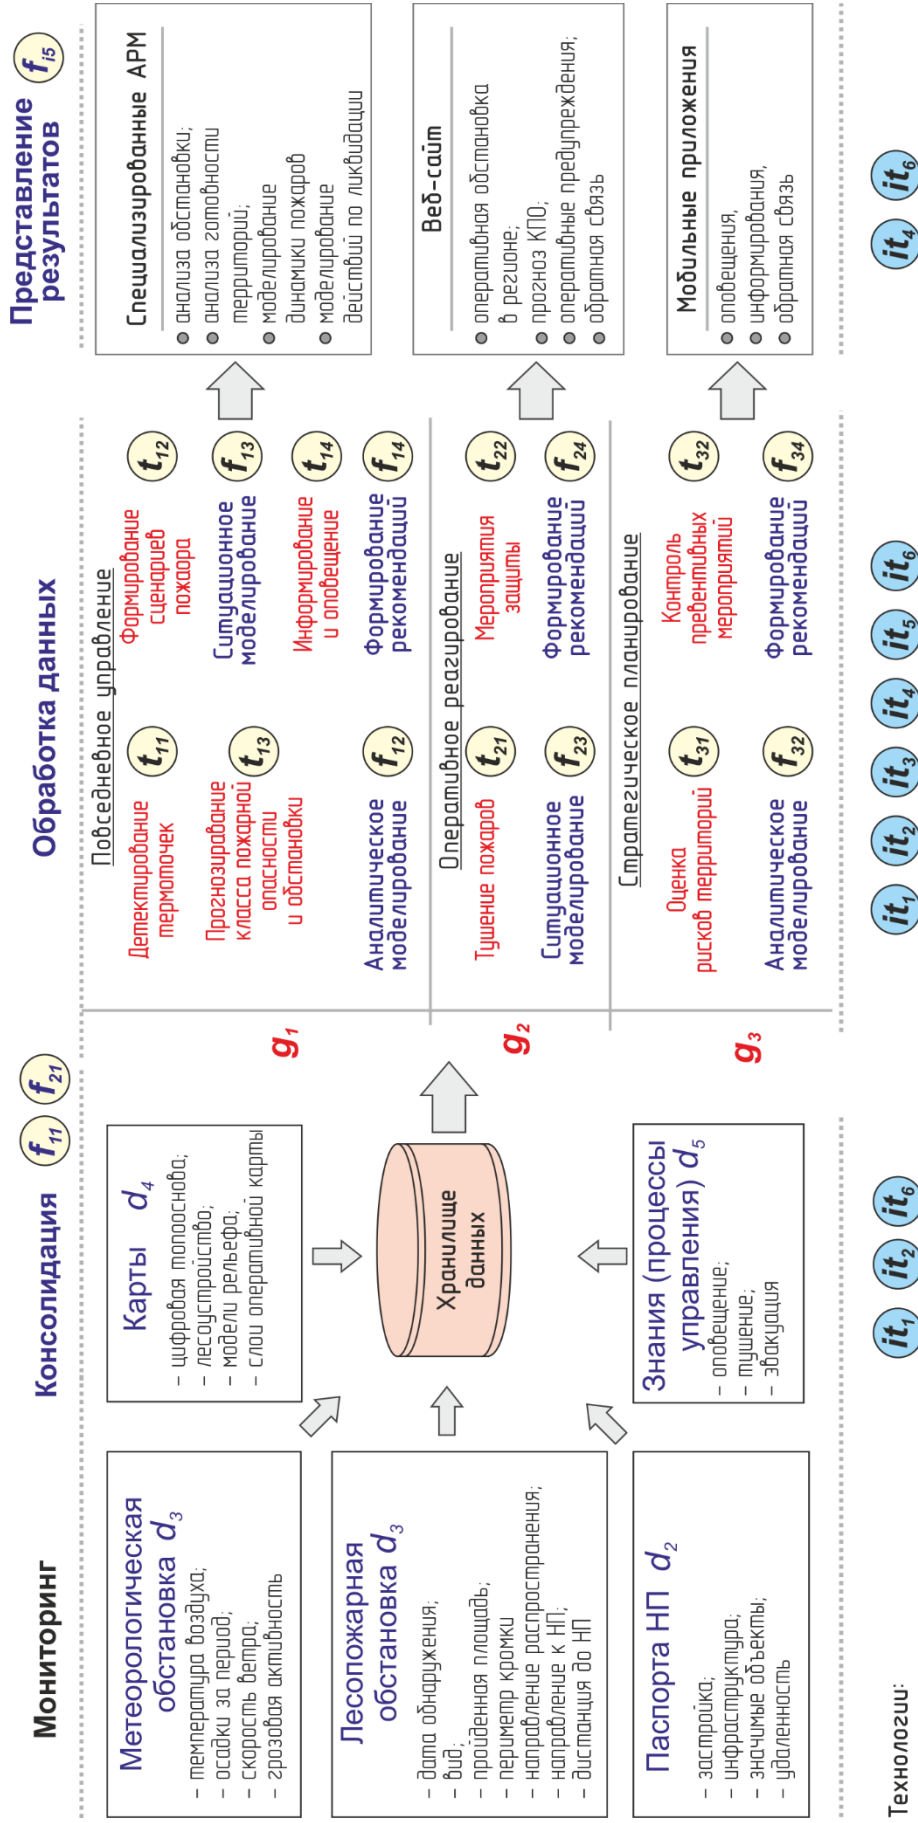 Мониторинг
Консолидация
f11
f21
Обработка данных
Представление
результатов
fi5
Метеорологическая
обстановка d3
– температура воздуха;
– осадки за период;
– скорость ветра;
– грозовая активность
Лесопожарная
обстановка d3
– дата обнаружения;
– вид;
– пройденная площадь;
– периметр кромки
– направление распространения;
– направление к НП;
– дистанция до НП
Паспорта НП d2
– застройка;
– инфраструктура;
– значимые объекты;
– удаленность
Карты d4
– цифровая топооснова;
– лесоустройство;
– модели рельефа;
– слои оперативной карты
Хранилище
данных
Знания (процессы
управления) d5
– оповещение;
– тушение;
– эвакуация
g1
g2
g3
Повседневное управление
Детектирование
термоточек
t11
Формирование
сценариев
пожара
t12
Прогнозиравание
класса пожарной
опасности
и обстановки
t13
Ситуационное
моделирование
f13
Информирование
и оповещение
t14
Аналитическое
моделирование
f12
Формирование
рекомендаций
f14
Оперативное реагирование
Тушение пожаров
t21
Мероприятия
защиты
t22
Ситуационное
моделирование
f23
Формирование
рекомендаций
f24
Стратегическое планирование
Оценка
рисков территорий
t31
Контроль
превентивных
мероприятий
t32
Аналитическое
моделирование
f32
Формирование
рекомендаций
f34
Специализированные АРМ
анализа обстановки;
анализа готовности
территорий;
моделирование
динамики пожаров
моделирование
действий по ликвидации
Веб-сайт
оперативная обстановка
в регионе;
прогноз КПО;
оперативные предупреждения;
обратная связь
Мобильные приложения
оповещения,
информирования,
обратная связь
Технологии:
it1
it2
it6
it1
it2
it3
it4
it5
it6
it4
it6